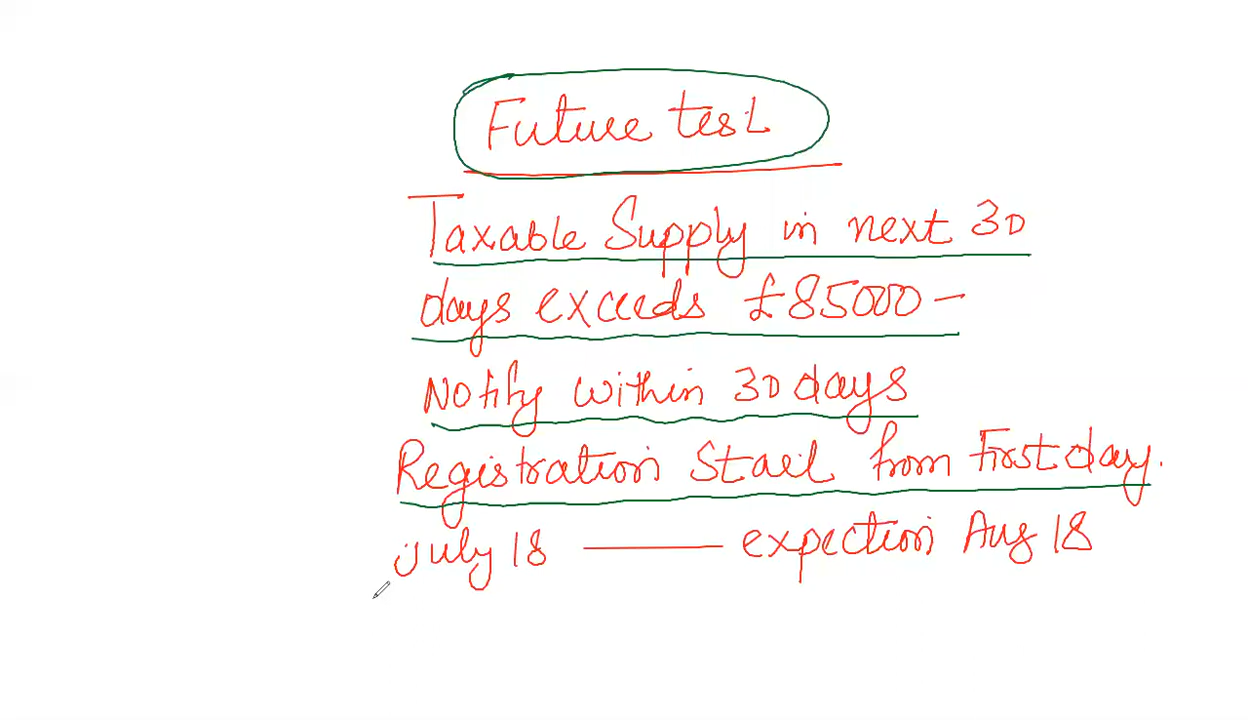 Future test
Taxable Supply in next 30
days exceeds £85000 —
Notify within 30 days
Registration Start from First day.
july 18 —— expection Aug 18